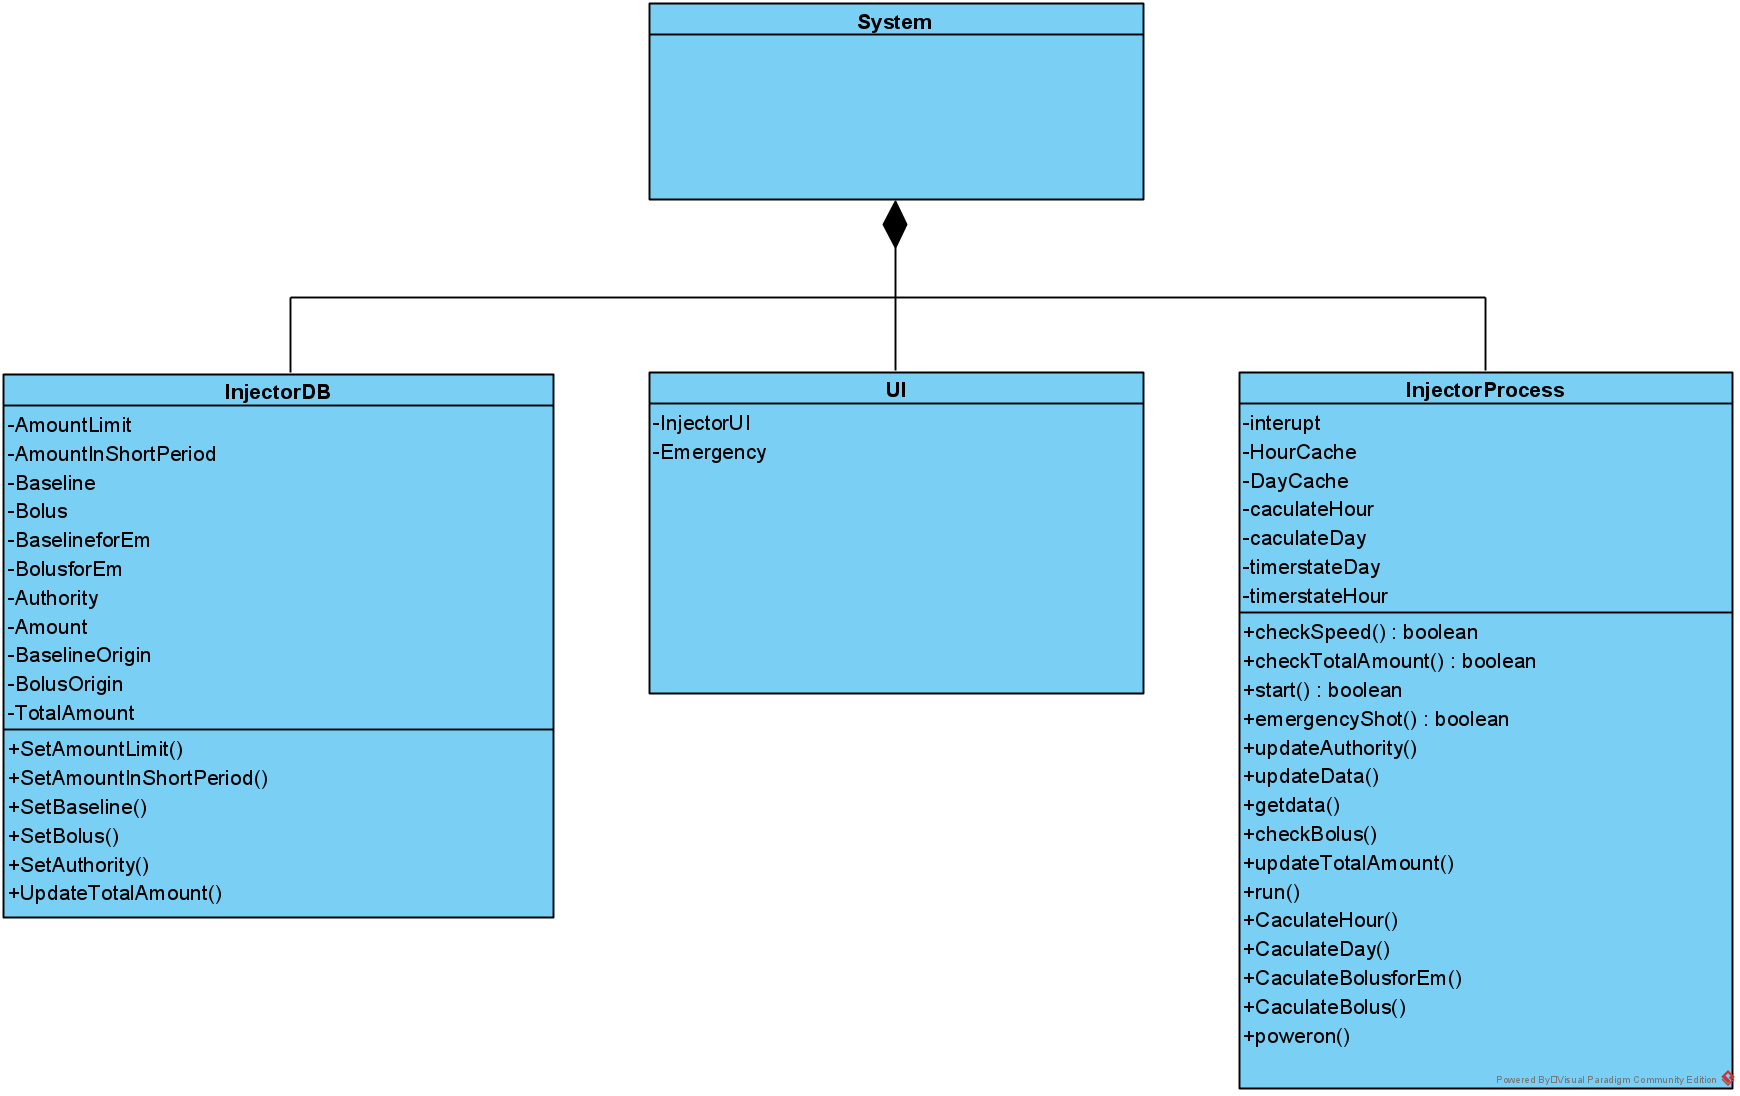 System
InjectorDB
-AmountLimit
-AmountInShortPeriod
-Baseline
-Bolus
-BaselineforEm
-BolusforEm
-Authority
-Amount
-BaselineOrigin
-BolusOrigin
-TotalAmount
+SetAmountLimit()
+SetAmountInShortPeriod()
+SetBaseline()
+SetBolus()
+SetAuthority()
+UpdateTotalAmount()
UI
-InjectorUI
-Emergency
InjectorProcess
-interupt
-HourCache
-DayCache
-caculateHour
-caculateDay
-timerstateDay
-timerstateHour
+checkSpeed() : boolean
+checkTotalAmount() : boolean
+start() : boolean
+emergencyShot() : boolean
+updateAuthority()
+updateData()
+getdata()
+checkBolus()
+updateTotalAmount()
+run()
+CaculateHour()
+CaculateDay()
+CaculateBolusforEm()
+CaculateBolus()
+poweron()
Powered By□Visual Paradigm Community Edition